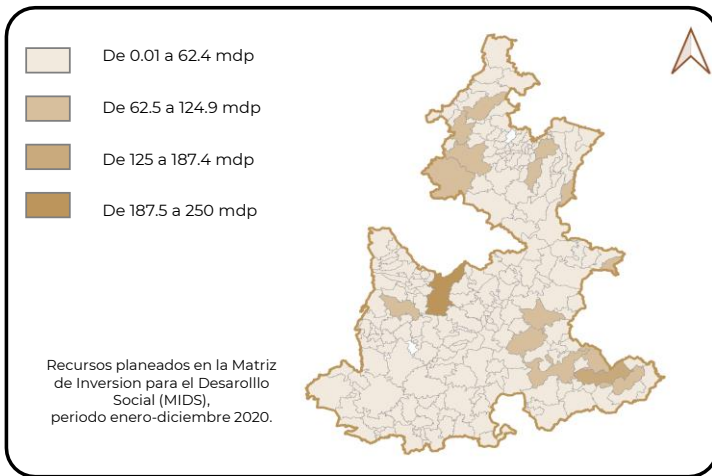 De 0.01 a 62.4 mdp
De 62.5 a 124.9 mdp
De 125 a 187.4 mdp
De 187.5 a 250 mdp
Recursos planeados en la Matriz
de Inversion para el Desarolllo
Social (MIDS),
periodo enero-diciembre 2020.